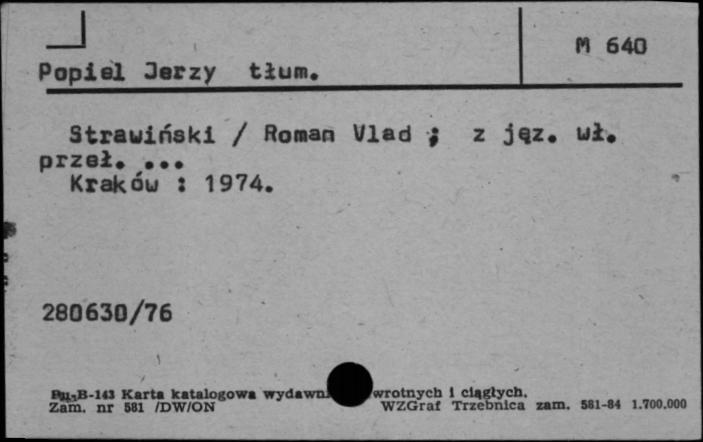 M 640
Popiel Jerzy tłum.
Strawiński / Roman Vlad ; z jęz. wł.
przeł. ...
Kraków : 1974.
280630/76
Pu-B-143 Karta katalogowa wrotnych i ciągłych.
Zam. nr 581 /DW/ON WZGraf Trzebnica zam. 581-84 1.700.000